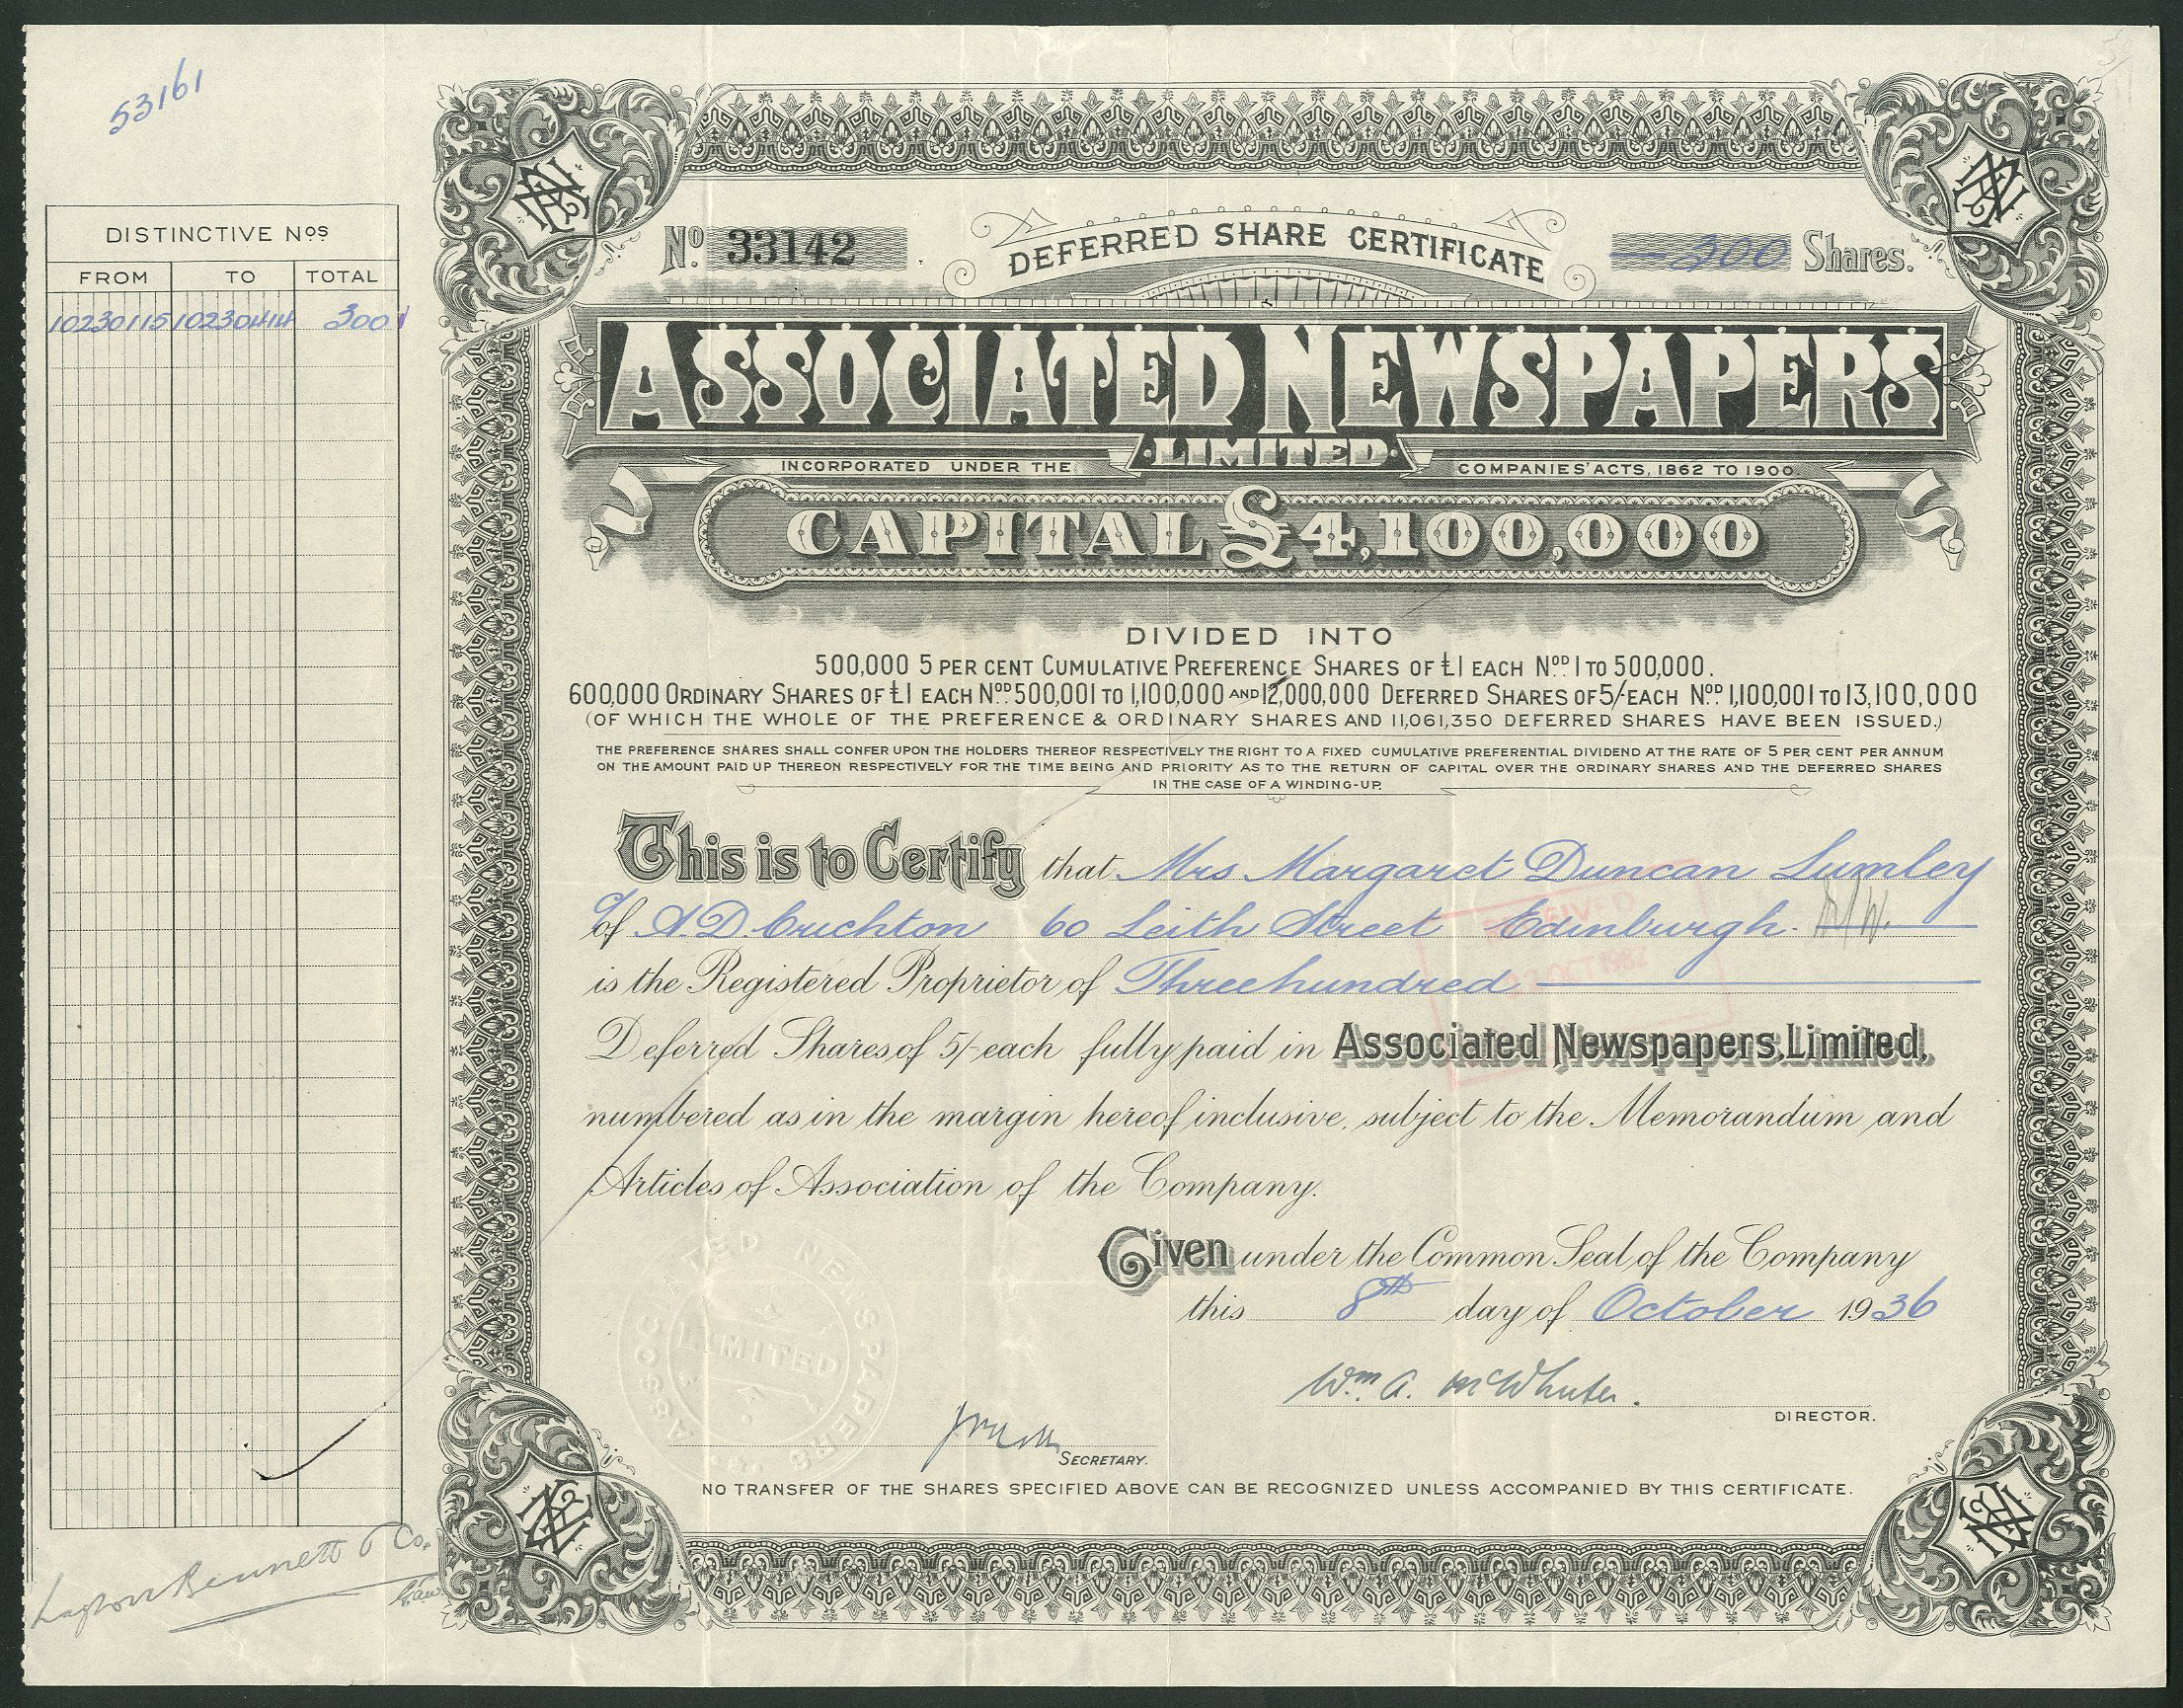 53161
DISTINCTIVE Nos
FROM TO TOTAL
10230115 10230414 300
No. 33142
DEFERRED SHARE CERTIFICATE
300 Shares.
ASSOCIATED NEWSPAPERS
LIMITED.
INCORPORATED UNDER THE COMPANIES' ACTS, 1862 TO 1900.
CAPITAL £4,100,000
DIVIDED INTO
500,000 5 PER CENT CUMULATIVE PREFERENCE SHARES OF £1 EACH Nod. 1 TO 500,000.
600,000 ORDINARY SHARES OF £1 EACH Nod. 500,001 TO 1,100,000 AND 12,000,000 DEFERRED SHARES OF 5/- EACH Nod. 1,100,001 TO 13,100,000
(OF WHICH THE WHOLE OF THE PREFERENCE & ORDINARY SHARES AND 11,061,350 DEFERRED SHARES HAVE BEEN ISSUED.)
THE PREFERENCE SHARES SHALL CONFER UPON THE HOLDERS THEREOF RESPECTIVELY THE RIGHT TO A FIXED CUMULATIVE PREFERENTIAL DIVIDEND AT THE RATE OF 5 PER CENT PER ANNUM
ON THE AMOUNT PAID UP THEREON RESPECTIVELY FOR THE TIME BEING AND PRIORITY AS TO THE RETURN OF CAPITAL OVER THE ORDINARY SHARES AND THE DEFERRED SHARES
IN THE CASE OF A WINDING-UP.
This is to Certify that Mrs Margaret Duncan Lumley
c/o of A.D. Crichton 60 Leith Street Edinburgh.
is the Registered Proprietor of Three hundred
Deferred Shares of 5/- each fully paid in Associated Newspapers, Limited,
numbered as in the margin hereof inclusive, subject to the Memorandum and
Articles of Association of the Company.
Given under the Common Seal of the Company
this 8th day of October 1936
Wm. A. McWhirter.
DIRECTOR.
SECRETARY.
ASSOCIATED NEWSPAPERS
LIMITED
NO TRANSFER OF THE SHARES SPECIFIED ABOVE CAN BE RECOGNIZED UNLESS ACCOMPANIED BY THIS CERTIFICATE.
Layton Bennett & Co.